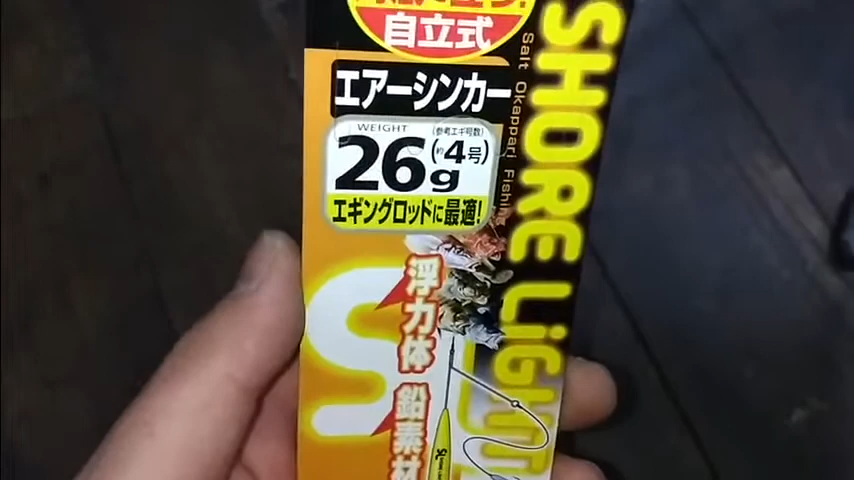 自立式
エアーシンカー
WEIGHT
(参考エギ号数)
26g
(約4号)
エギングロッドに最適!
浮力体
鉛素材
SHORE LiGHT
Salt Okappari Fishing
SL